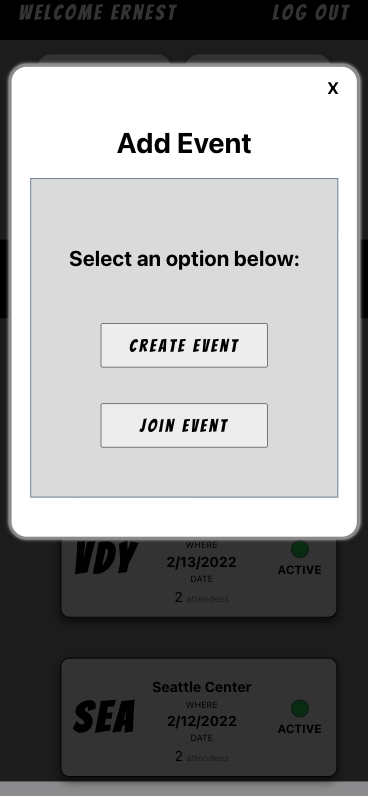 WELCOME ERNEST LOG OUT
X
Add Event
Select an option below:
CREATE EVENT
JOIN EVENT
VDY
WHERE
2/13/2022
DATE
2 attendees
ACTIVE
SEA
Seattle Center
WHERE
2/12/2022
DATE
2 attendees
ACTIVE